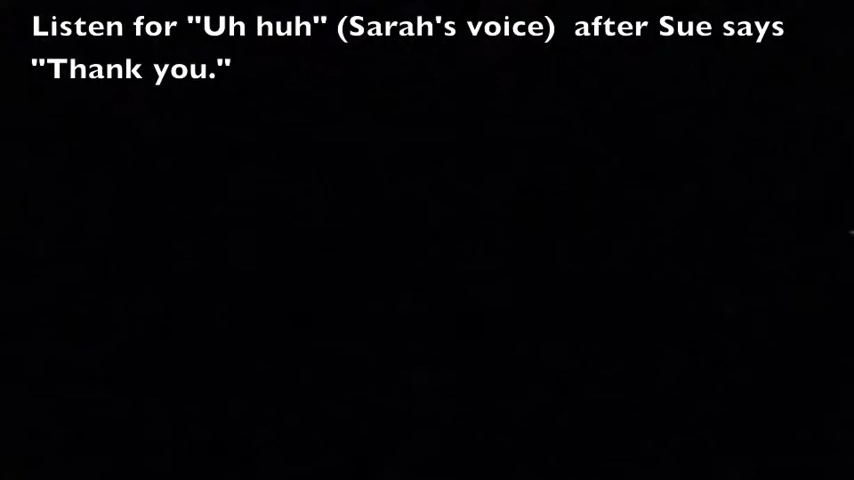 Listen for "Uh huh" (Sarah's voice)  after Sue says
"Thank you."